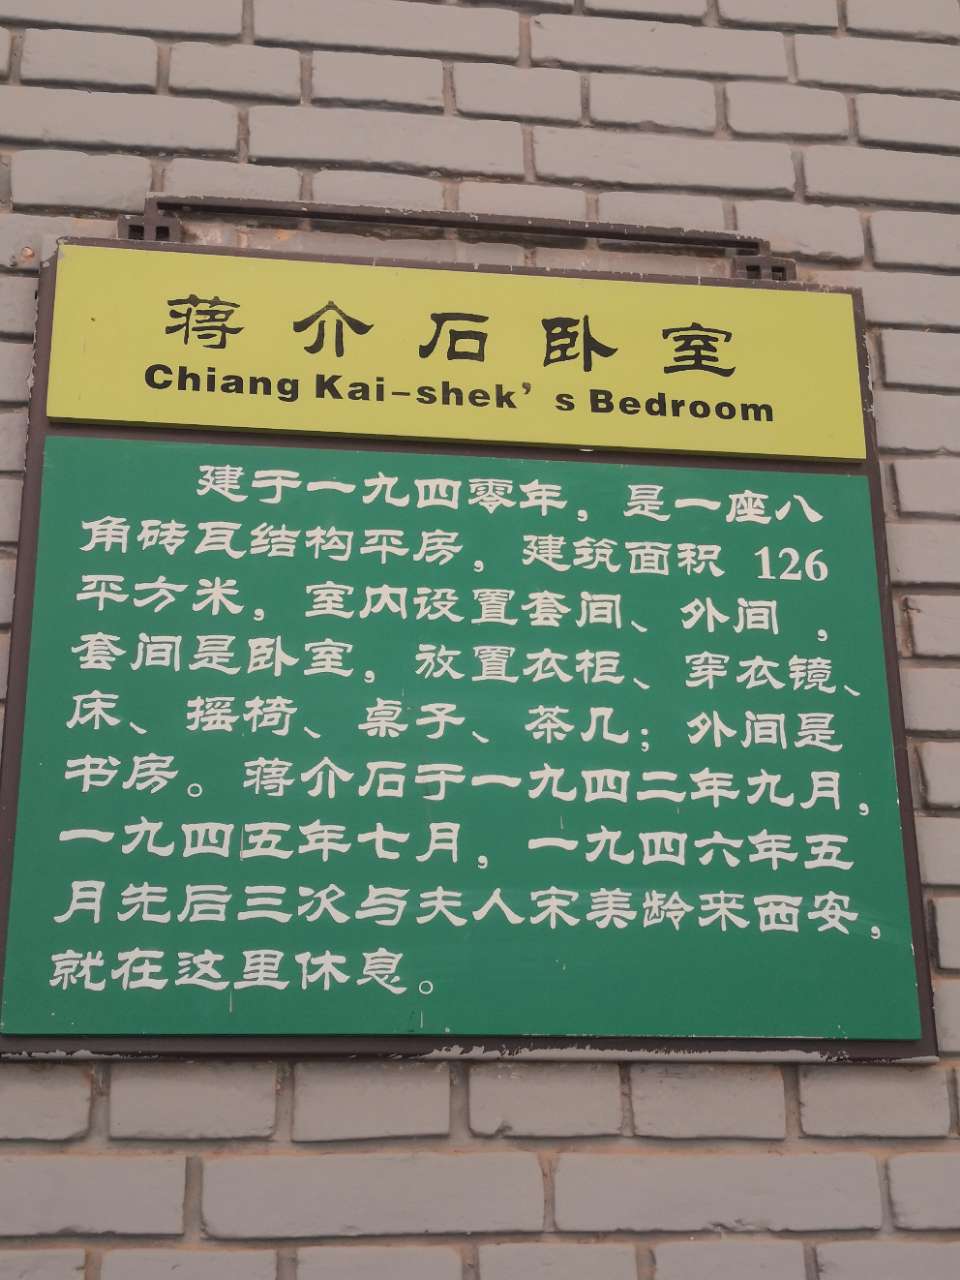 蒋介石卧室
Chiang Kai-shek's Bedroom
建于一九四零年，是一座八
角砖瓦结构平房，建筑面积 126
平方米，室内设置套间、外间，
套间是卧室，放置衣柜、穿衣镜、
床、摇椅、桌子、茶几；外间是
书房。蒋介石于一九四二年九月，
一九四五年七月，一九四六年五
月先后三次与夫人宋美龄来西安，
就在这里休息。